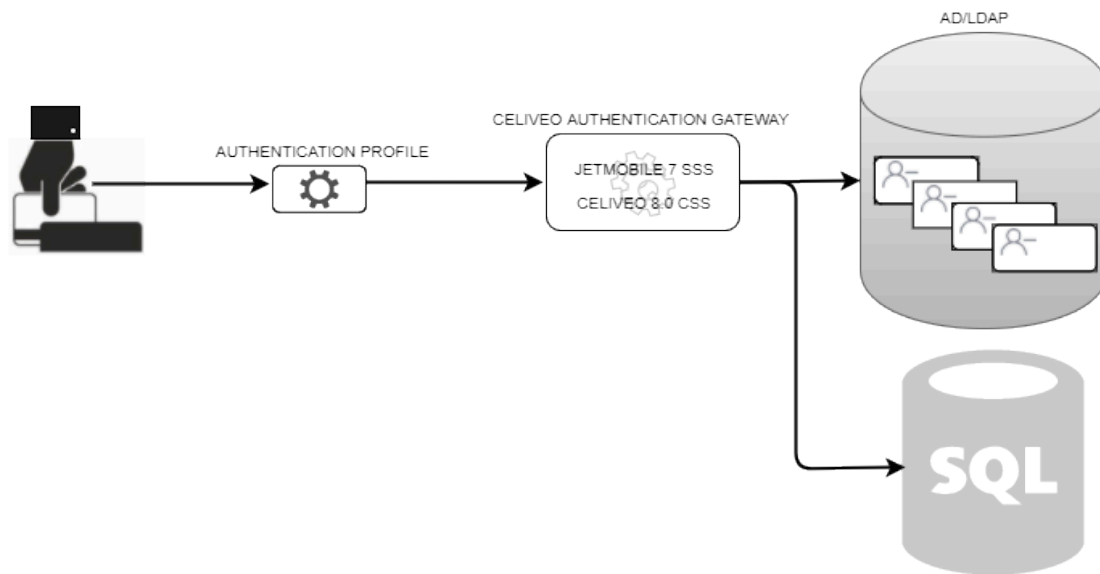 AD/LDAP
CELIVEO AUTHENTICATION GATEWAY
AUTHENTICATION PROFILE
JETMOBILE 7 SSS
CELIVEO 8.0 CSS
SQL